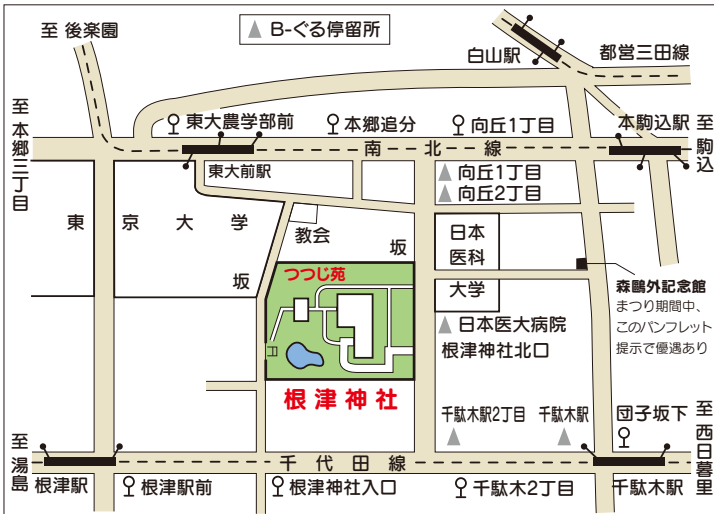 至 後楽園
B-ぐる停留所
白山駅
都営三田線
至本郷三丁目
東大農学部前
本郷追分
向丘1丁目
本駒込駅
至駒込
南北線
東大前駅
向丘1丁目
向丘2丁目
東京大学
教会
坂
日本
医科
大学
坂
つつじ苑
森鷗外記念館
まつり期間中、
このパンフレット
提示で優遇あり
日本医大病院
根津神社北口
根津神社
千駄木駅2丁目
千駄木駅
団子坂下
至西日暮里
至湯島
千代田線
根津駅
根津駅前
根津神社入口
千駄木2丁目
千駄木駅